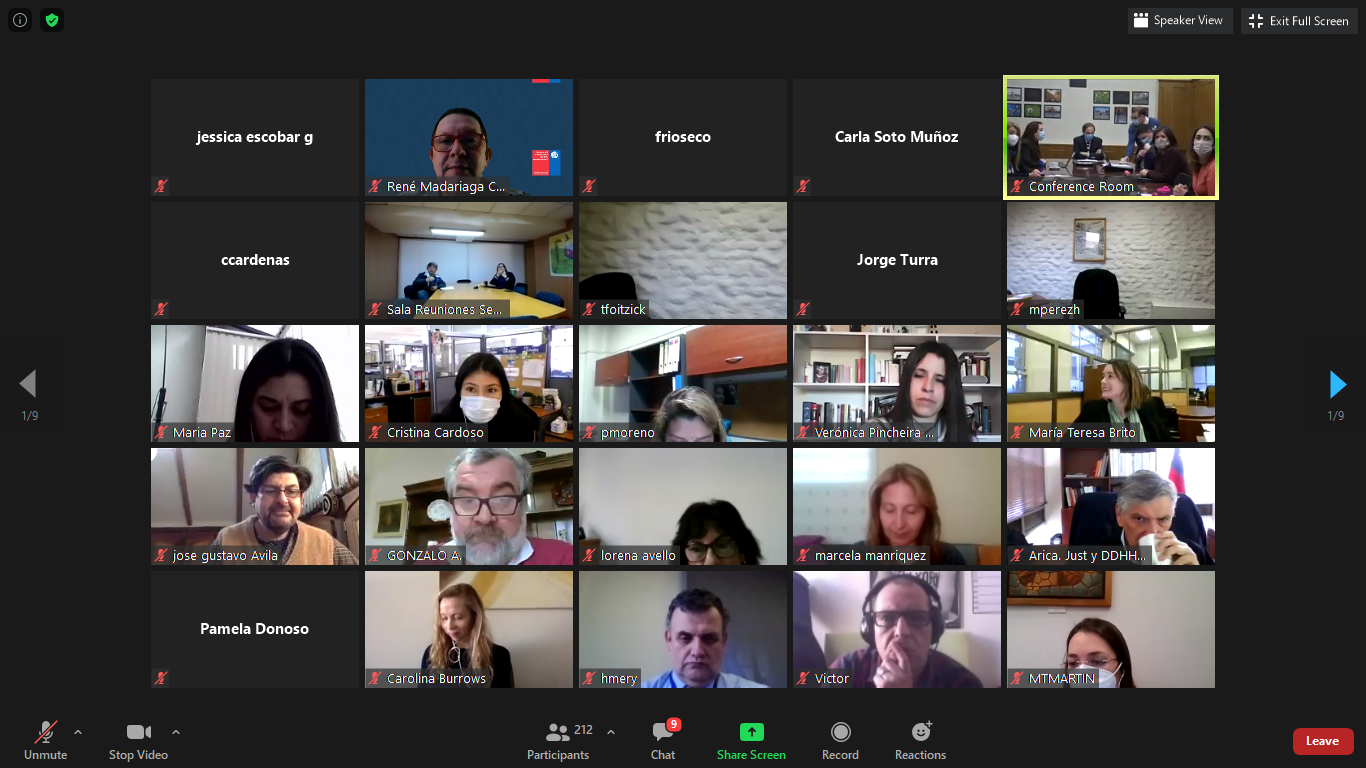 Speaker View
Exit Full Screen
jessica escobar g
René Madariaga C...
frioseco
Carla Soto Muñoz
Conference Room
ccardenas
Sala Reuniones Se...
tfoitzick
Jorge Turra
mperezh
Maria Paz
Cristina Cardoso
pmoreno
Verónica Pincheira ...
María Teresa Brito
jose gustavo Avila
GONZALO A.
lorena avello
marcela manriquez
Arica. Just y DDHH...
Pamela Donoso
Carolina Burrows
hmery
Victor
MTMARTIN
1/9
1/9
Unmute
Stop Video
Participants
212
Chat
9
Share Screen
Record
Reactions
Leave